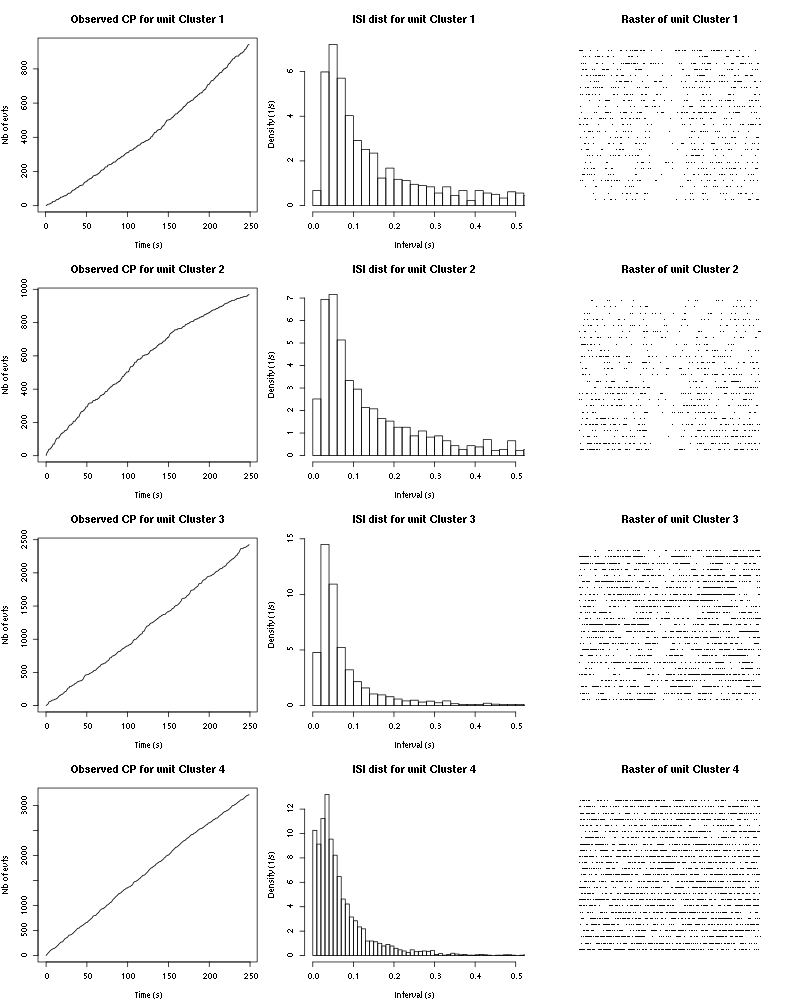 Observed CP for unit Cluster 1
ISI dist for unit Cluster 1
Raster of unit Cluster 1
Nb of evts
0 200 400 600 800
0 50 100 150 200 250
Time (s)
Density (1/s)
0 2 4 6
0.0 0.1 0.2 0.3 0.4 0.5
Interval (s)
Observed CP for unit Cluster 2
ISI dist for unit Cluster 2
Raster of unit Cluster 2
Nb of evts
0 200 400 600 800 1000
0 50 100 150 200 250
Time (s)
Density (1/s)
0 1 2 3 4 5 6 7
0.0 0.1 0.2 0.3 0.4 0.5
Interval (s)
Observed CP for unit Cluster 3
ISI dist for unit Cluster 3
Raster of unit Cluster 3
Nb of evts
0 500 1000 1500 2000 2500
0 50 100 150 200 250
Time (s)
Density (1/s)
0 5 10 15
0.0 0.1 0.2 0.3 0.4 0.5
Interval (s)
Observed CP for unit Cluster 4
ISI dist for unit Cluster 4
Raster of unit Cluster 4
Nb of evts
0 500 1000 2000 3000
0 50 100 150 200 250
Time (s)
Density (1/s)
0 2 4 6 8 10 12
0.0 0.1 0.2 0.3 0.4 0.5
Interval (s)